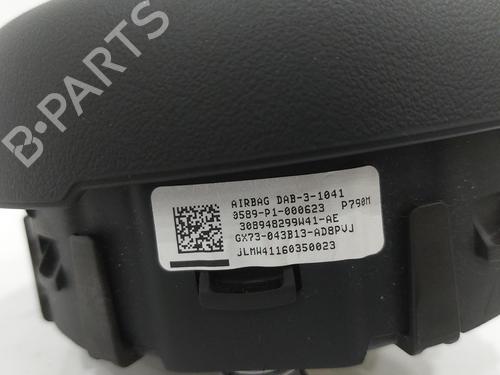 B-PARTS
AIRBAG DAB-3-1041
0589-P1-000623 P790M
308948299W41-AE
GX73-043B13-AD8PVJ
JLMW41160350023